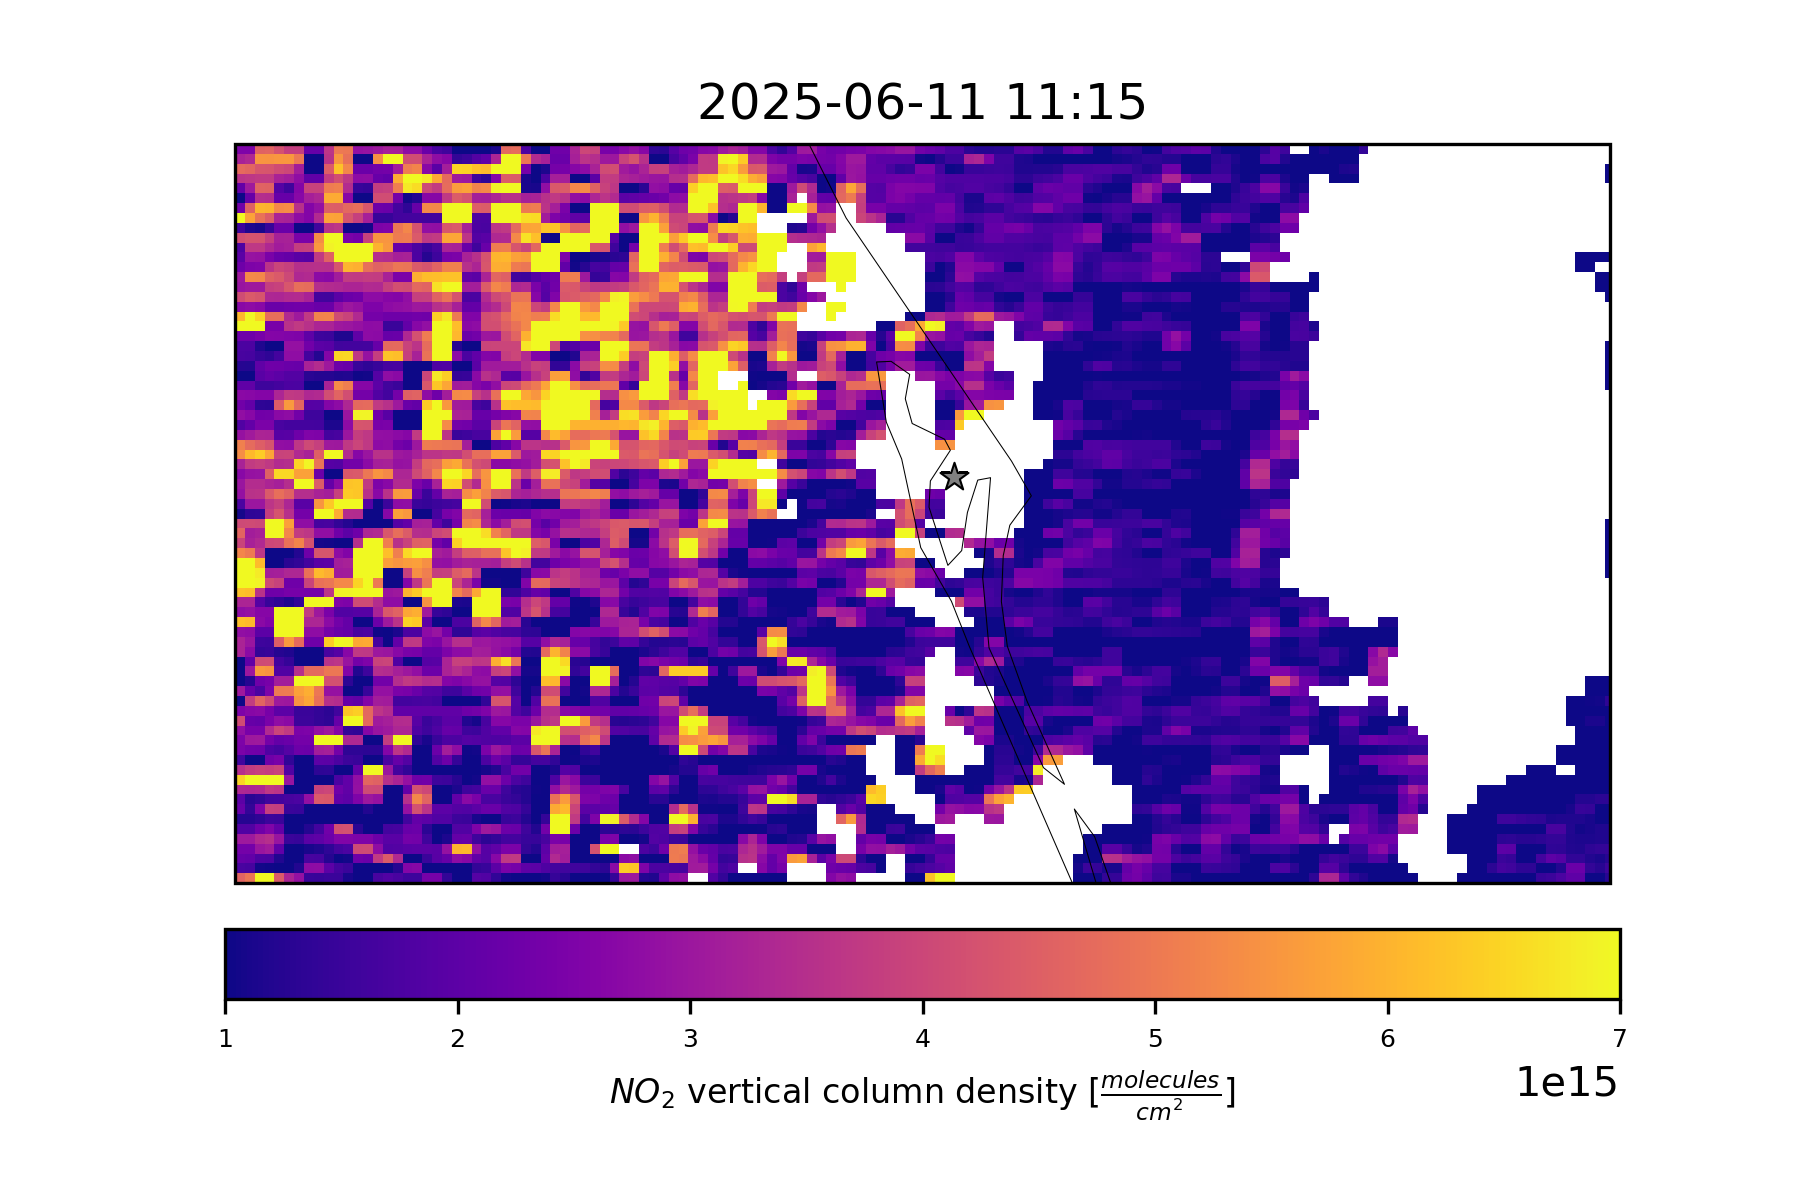 2025-06-11 11:15
1 2 3 4 5 6 7
1e15
NO₂ vertical column density [molecules/cm²]